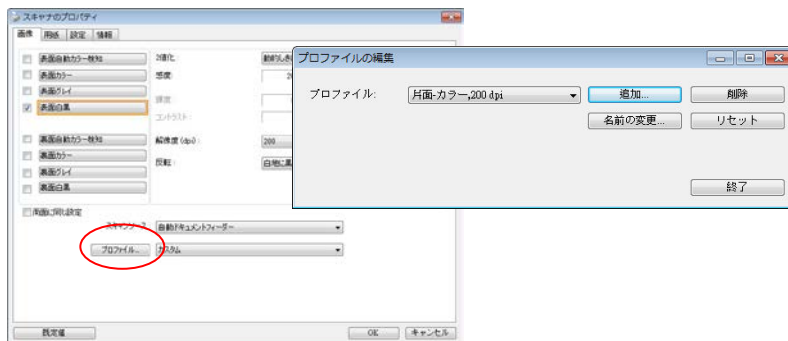 スキャナのプロパティ
画像 用紙 設定 情報
表面自動カラー検知
表面カラー
表面グレイ
表面白黒
裏面自動カラー検知
裏面カラー
裏面グレイ
裏面白黒
2値化:
感度
輝度
コントラスト:
解像度 (dpi):
200
反転:
両面に同じ設定
スキャンソース
自動ドキュメントフィーダー
プロファイル...
カスタム
既定値
OK
キャンセル
プロファイルの編集
プロファイル:
片面-カラー,200 dpi
追加...
削除
名前の変更...
リセット
終了